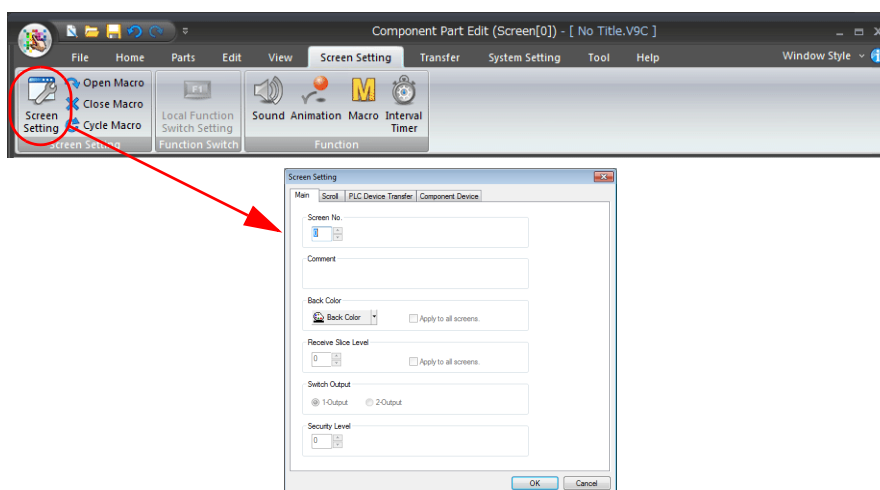 Component Part Edit (Screen[0]) - [ No Title.V9C ]
File Home Parts Edit View Screen Setting Transfer System Setting Tool Help Window Style
Open Macro
Close Macro
Cycle Macro
Screen
Setting
Screen Setting
F1
Local Function
Switch Setting
Function Switch
Sound Animation Macro Interval
Timer
Function
Screen Setting
Main Scroll PLC Device Transfer Component Device
Screen No.
0
Comment
Back Color
Back Color Apply to all screens.
Receive Slice Level
0 Apply to all screens.
Switch Output
1-Output 2-Output
Security Level
0
OK Cancel